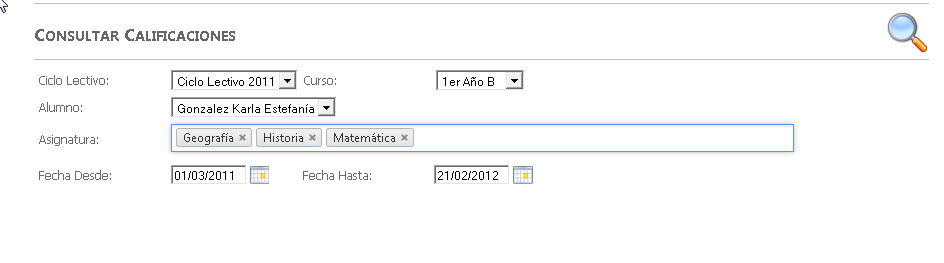 CONSULTAR CALIFICACIONES
Ciclo Lectivo: Ciclo Lectivo 2011 Curso: 1er Año B
Alumno: Gonzalez Karla Estefanía
Asignatura: Geografía × Historia × Matemática ×
Fecha Desde: 01/03/2011 Fecha Hasta: 21/02/2012